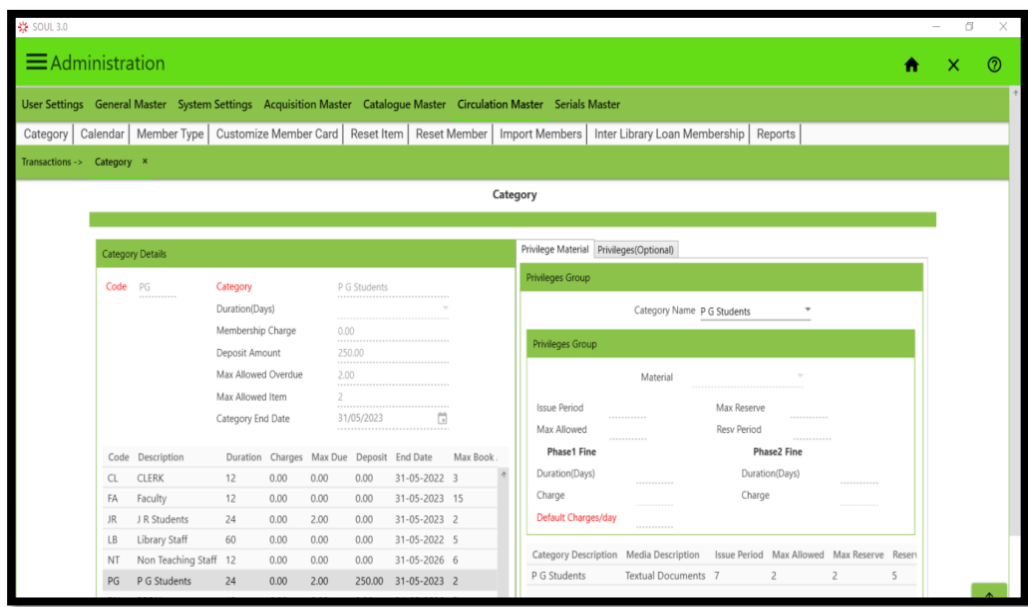 SOUL 3.0
Administration
User Settings General Master System Settings Acquisition Master Catalogue Master Circulation Master Serials Master
Category Calendar Member Type Customize Member Card Reset Item Reset Member Import Members Inter Library Loan Membership Reports
Transactions -> Category ×
Category
Category Details
Code PG Category P G Students
Duration(Days)
Membership Charge 0.00
Deposit Amount 250.00
Max Allowed Overdue 2.00
Max Allowed Item 2
Category End Date 31/05/2023
Code Description Duration Charges Max Due Deposit End Date Max Book .
CL CLERK 12 0.00 0.00 0.00 31-05-2022 3
FA Faculty 12 0.00 0.00 0.00 31-05-2023 15
JR J R Students 24 0.00 2.00 0.00 31-05-2023 2
LB Library Staff 60 0.00 0.00 0.00 31-05-2022 5
NT Non Teaching Staff 12 0.00 0.00 0.00 31-05-2026 6
PG P G Students 24 0.00 2.00 250.00 31-05-2023 2
Privilege Material Privileges(Optional)
Privileges Group
Category Name P G Students
Privileges Group
Material
Issue Period Max Reserve
Max Allowed Resv Period
Phase1 Fine Phase2 Fine
Duration(Days) Duration(Days)
Charge Charge
Default Charges/day
Category Description Media Description Issue Period Max Allowed Max Reserve Reserv
P G Students Textual Documents 7 2 2 5